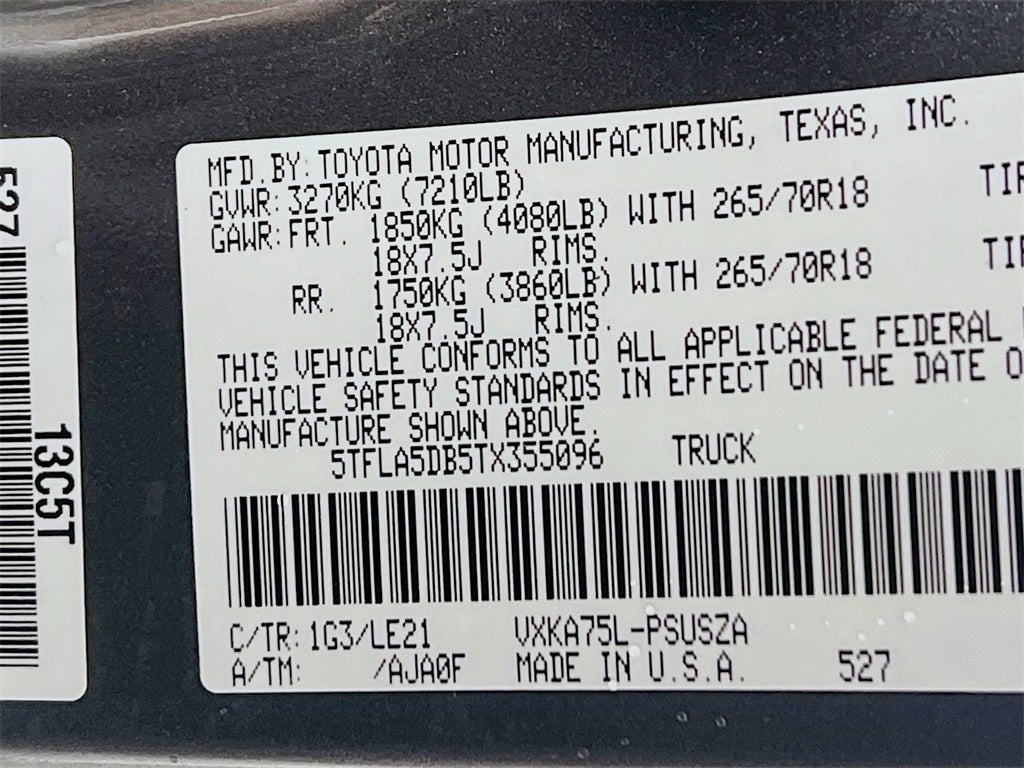 527
13C5T
MFD.BY:TOYOTA MOTOR MANUFACTURING, TEXAS, INC.
GVWR:3270KG (7210LB)
GAWR:FRT. 1850KG (4080LB) WITH 265/70R18 TIR
18X7.5J RIMS.
RR. 1750KG (3860LB) WITH 265/70R18 TIR
18X7.5J RIMS.
THIS VEHICLE CONFORMS TO ALL APPLICABLE FEDERAL
VEHICLE SAFETY STANDARDS IN EFFECT ON THE DATE O
MANUFACTURE SHOWN ABOVE.
5TFLA5DB5TX355096 TRUCK
C/TR:1G3/LE21 VXKA75L-PSUSZA
A/TM: /AJA0F MADE IN U.S.A. 527